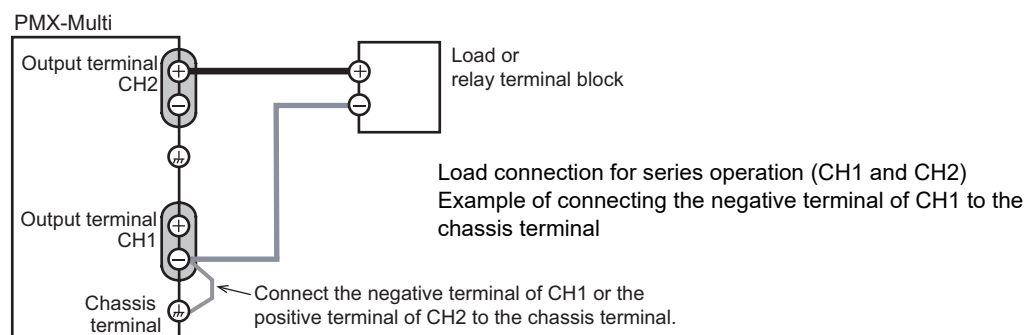 PMX-Multi
Output terminal
CH2
+
−
Load or
relay terminal block
+
−
Load connection for series operation (CH1 and CH2)
Example of connecting the negative terminal of CH1 to the
chassis terminal
Output terminal
CH1
+
−
Chassis
terminal
Connect the negative terminal of CH1 or the
positive terminal of CH2 to the chassis terminal.